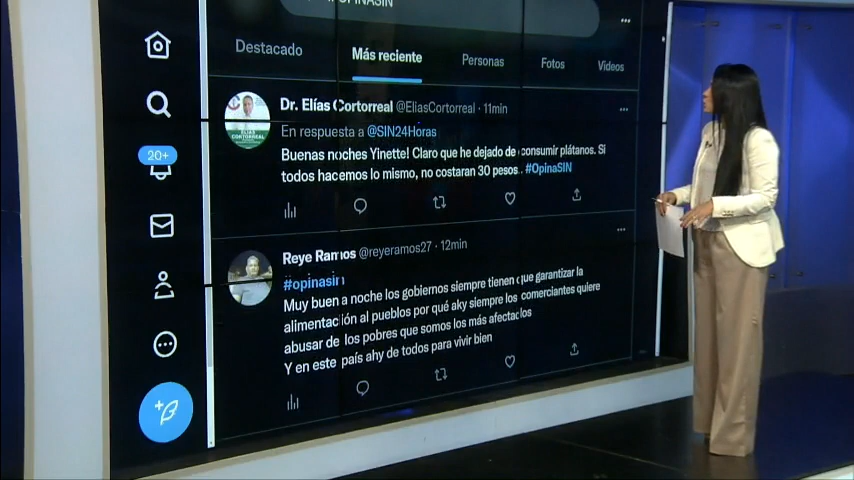 OPINASIN
Destacado
Más reciente
Personas
Fotos
Videos
20+
Dr. Elías Cortorreal @EliasCortorreal · 11min
En respuesta a @SIN24Horas
Buenas noches Yinette! Claro que he dejado de consumir plátanos. Si
todos hacemos lo mismo, no costaran 30 pesos.. #OpinaSIN
Reye Ramos @reyeramos27 · 12min
#opinasin
Muy buena noche los gobiernos siempre tienen que garantizar la
alimentación al pueblos por qué aky siempre los comerciantes quiere
abusar de los pobres que somos los más afectados
Y en este país ahy de todos para vivir bien